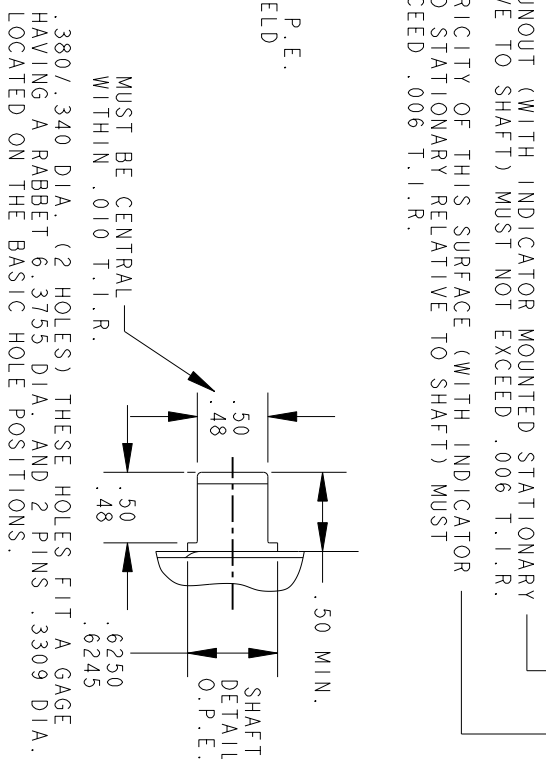 UNOUT (WITH INDICATOR MOUNTED STATIONARY
VE TO SHAFT) MUST NOT EXCEED .006 T.I.R.
RICITY OF THIS SURFACE (WITH INDICATOR
D STATIONARY RELATIVE TO SHAFT) MUST
CEED .006 T.I.R.
P.E.
ELD
MUST BE CENTRAL
WITHIN .010 T.I.R.
.50
.48
.50
.48
.50 MIN.
.6250
.6245
SHAFT
DETAIL
O.P.E.
.380/.340 DIA. (2 HOLES) THESE HOLES FIT A GAGE
HAVING A RABBET 6.3755 DIA. AND 2 PINS .3309 DIA.
LOCATED ON THE BASIC HOLE POSITIONS.